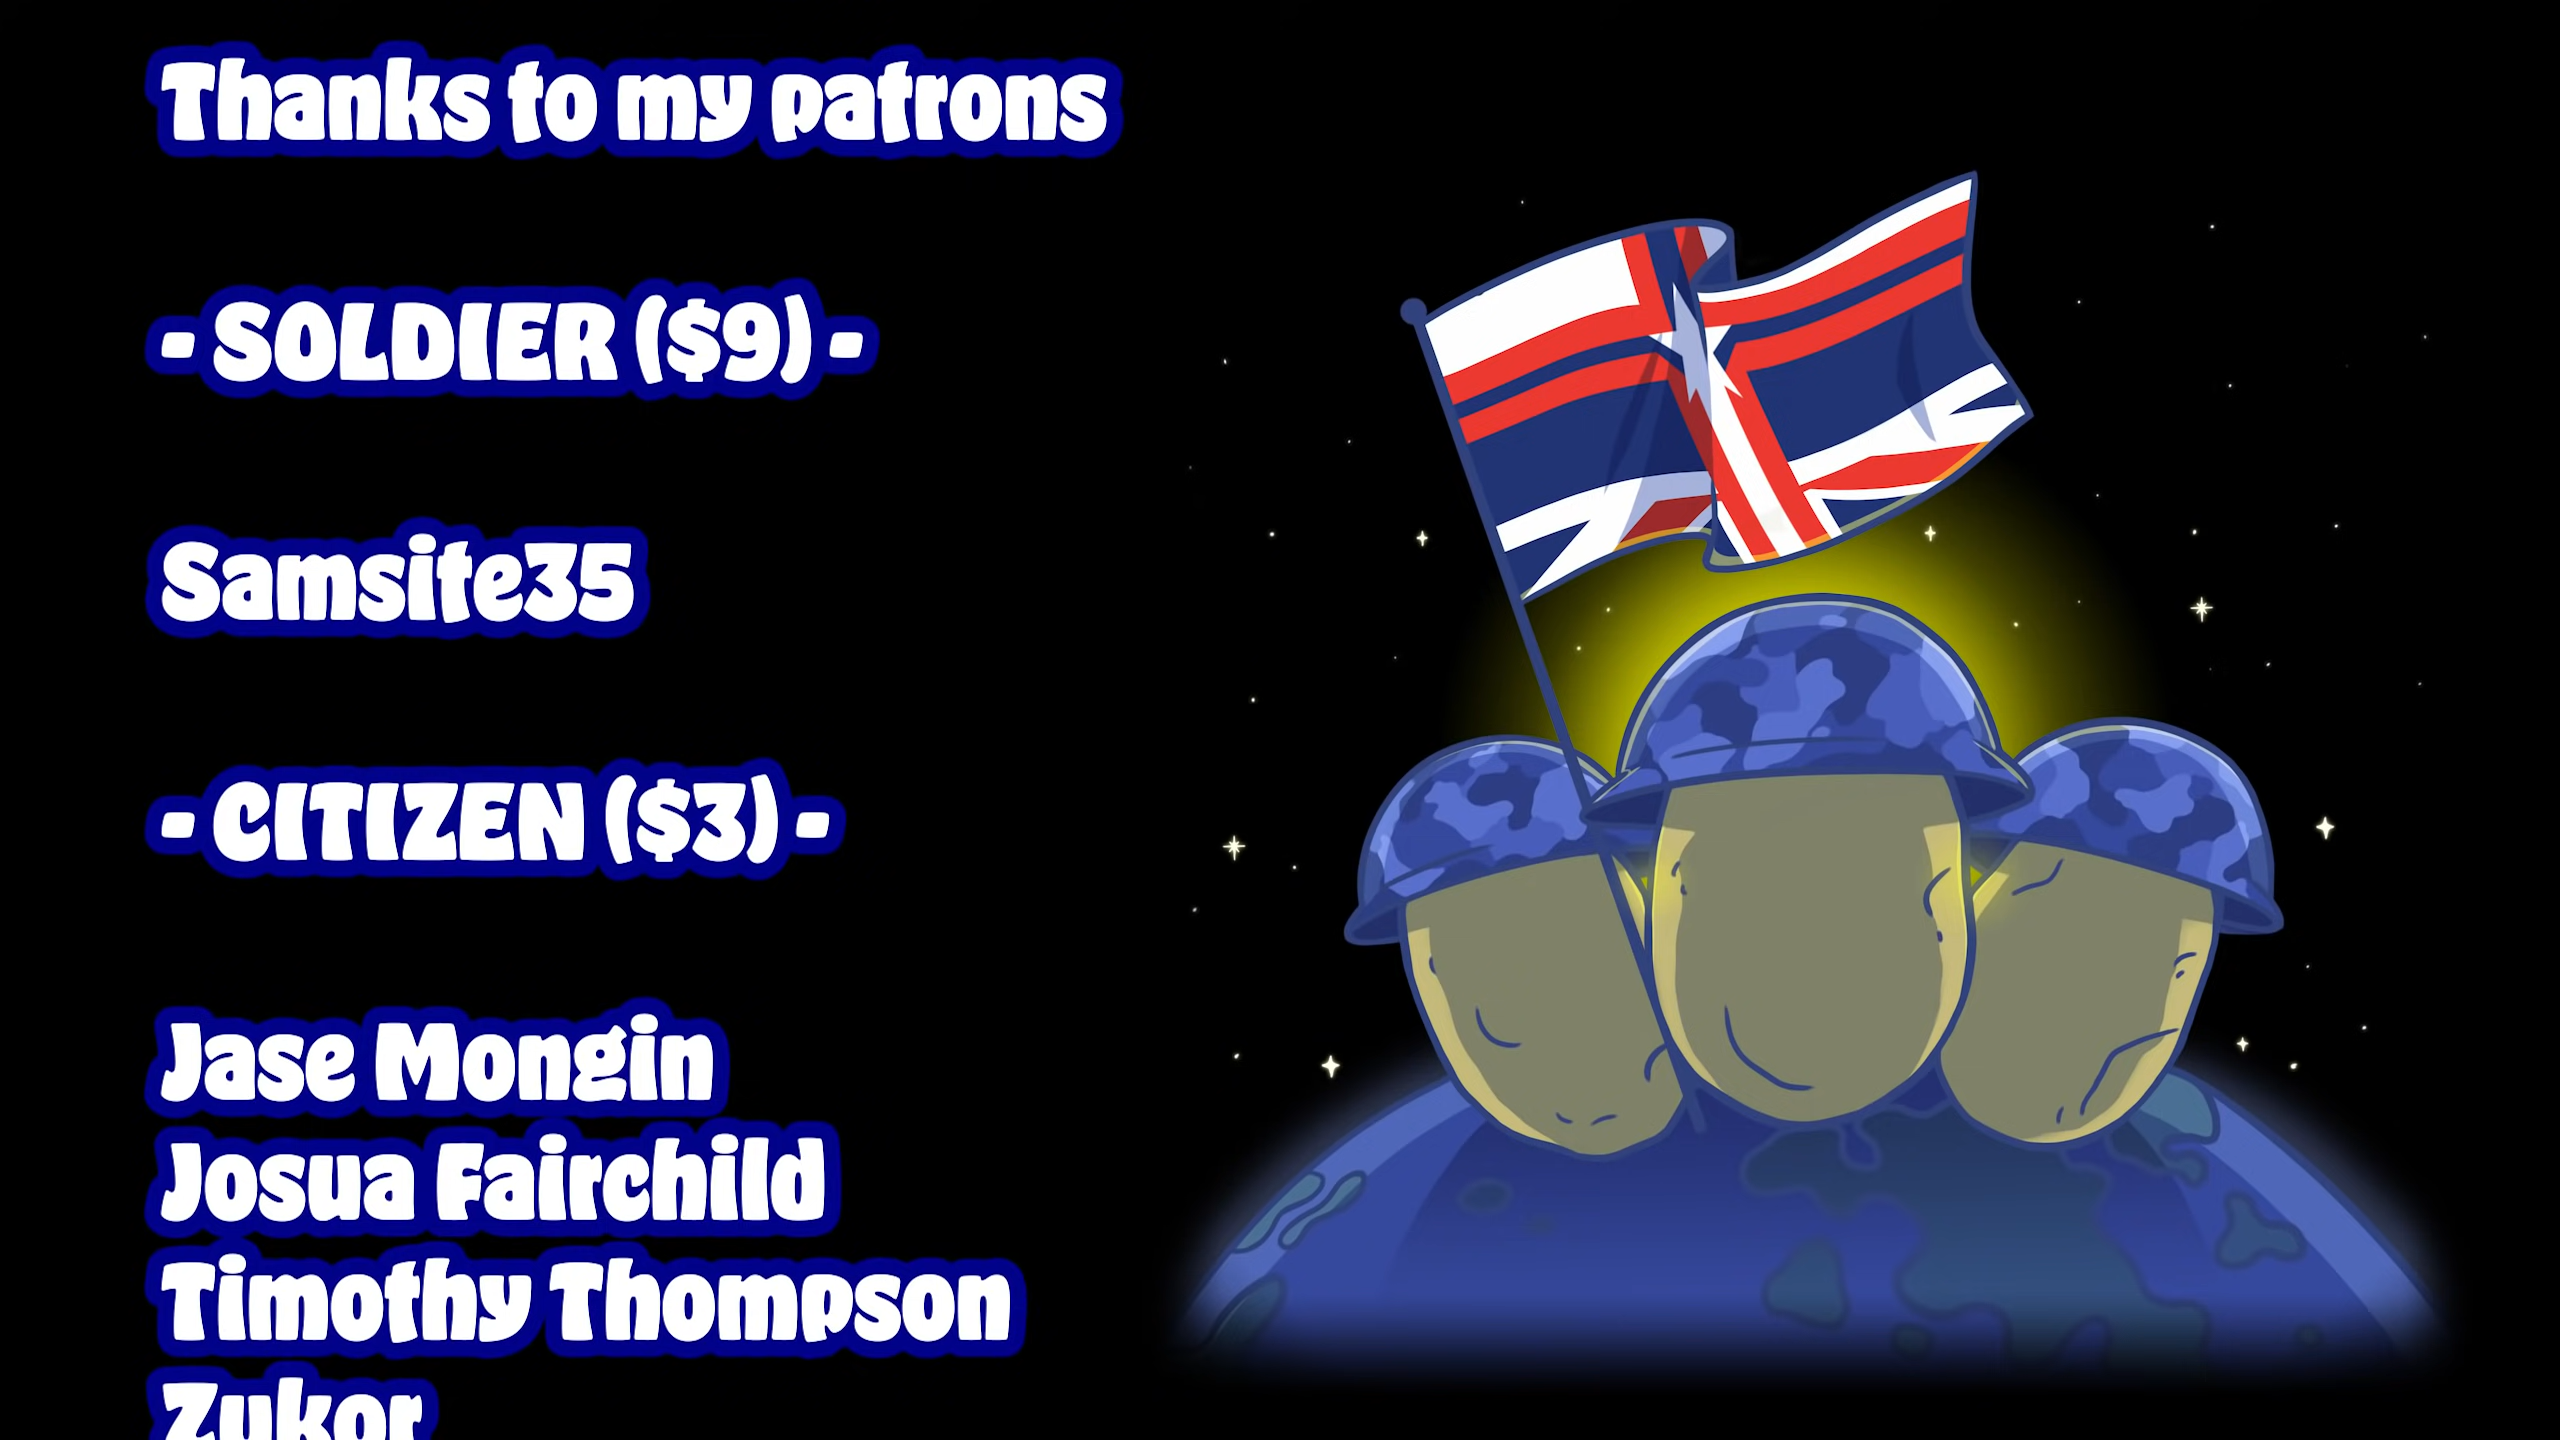 Thanks to my patrons
- SOLDIER ($9) -
Samsite35
- CITIZEN ($3) -
Jase Mongin
Josua Fairchild
Timothy Thompson
Zukor